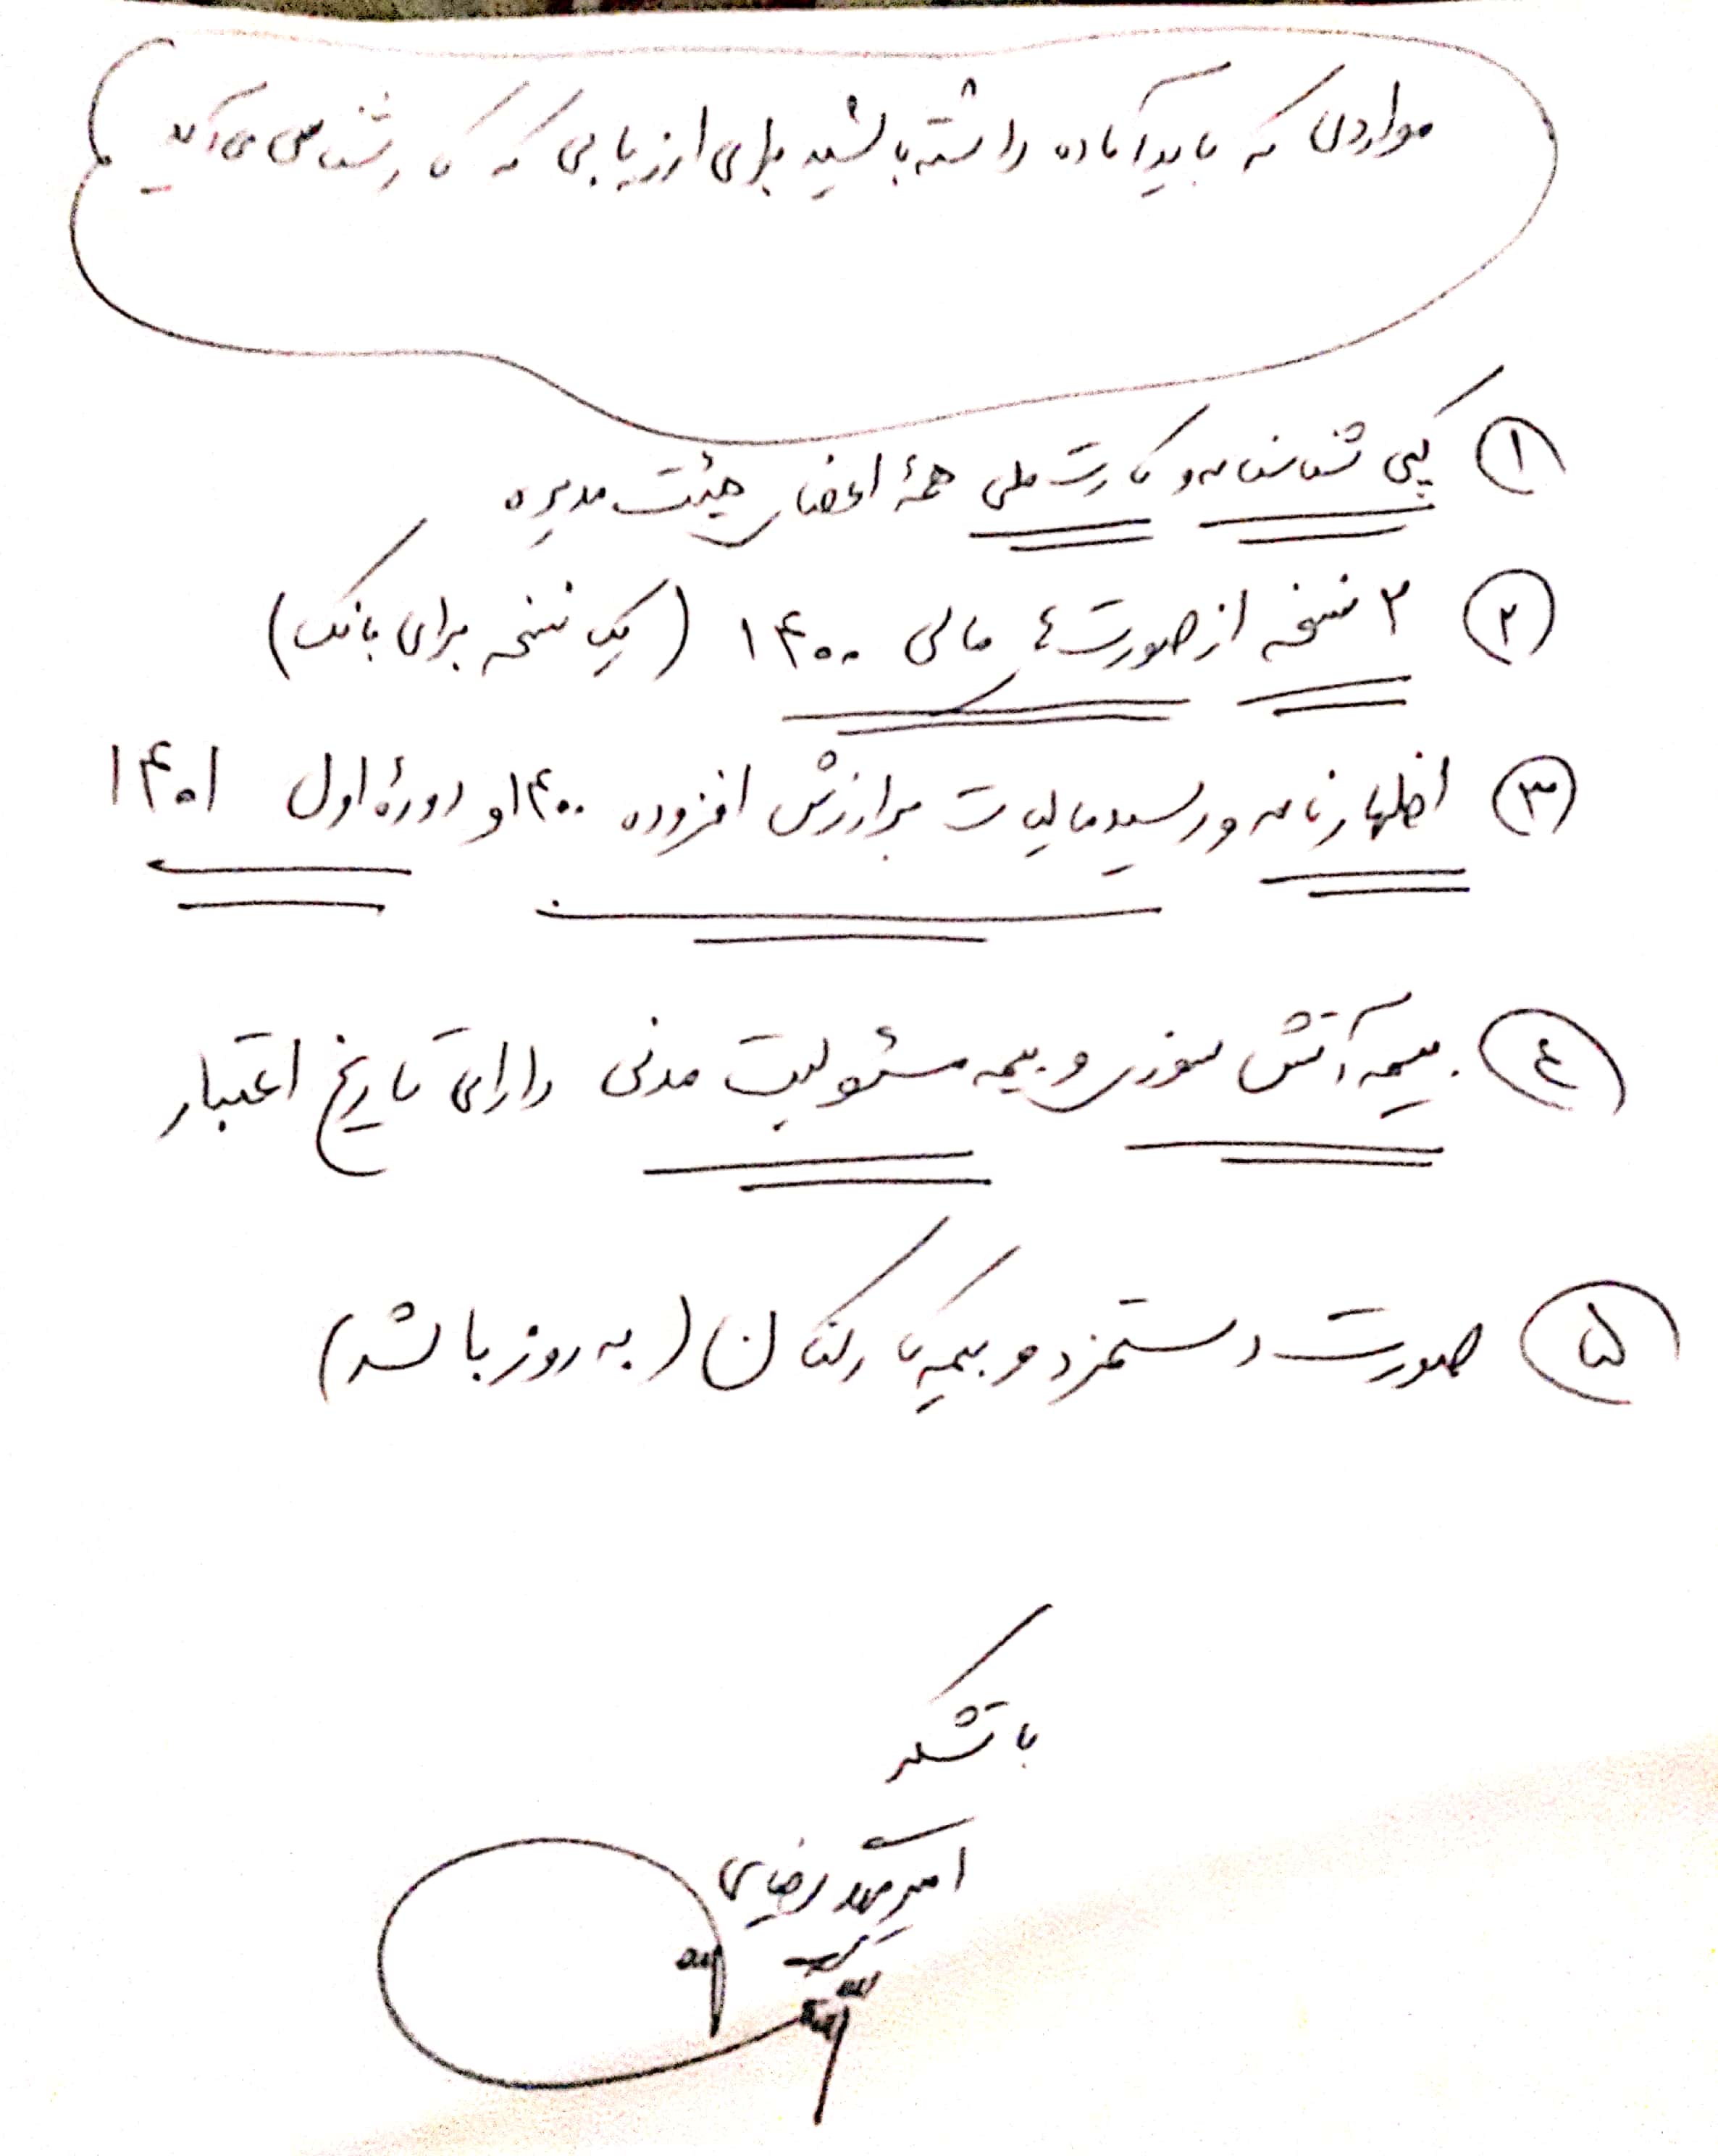 مواردی که باید آماده داشته باشید برای ارزیابی که کارشناس می‌آید
۱ کپی شناسنامه و کارت ملی همهٔ اعضای هیئت مدیره
۲ ۲ نسخه از صورت‌های مالی ۱۴۰۰ (یک نسخه برای بانک)
۳ اظهارنامه و رسید مالیات بر ارزش افزوده ۱۴۰۰ و دورهٔ اول ۱۴۰۱
۴ بیمه آتش سوزی و بیمه مسئولیت مدنی دارای تاریخ اعتبار
۵ صورت دستمزد و بیمه کارکنان (به روز باشد)
با تشکر
امیرمحمد رضایی